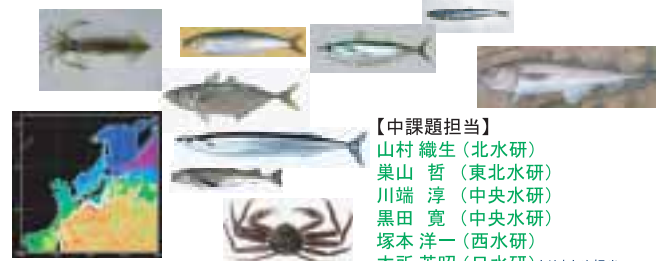 【中課題担当】
山村 織生（北水研）
巣山 哲（東北水研）
川端 淳（中央水研）
黒田 寛（中央水研）
塚本 洋一（西水研）